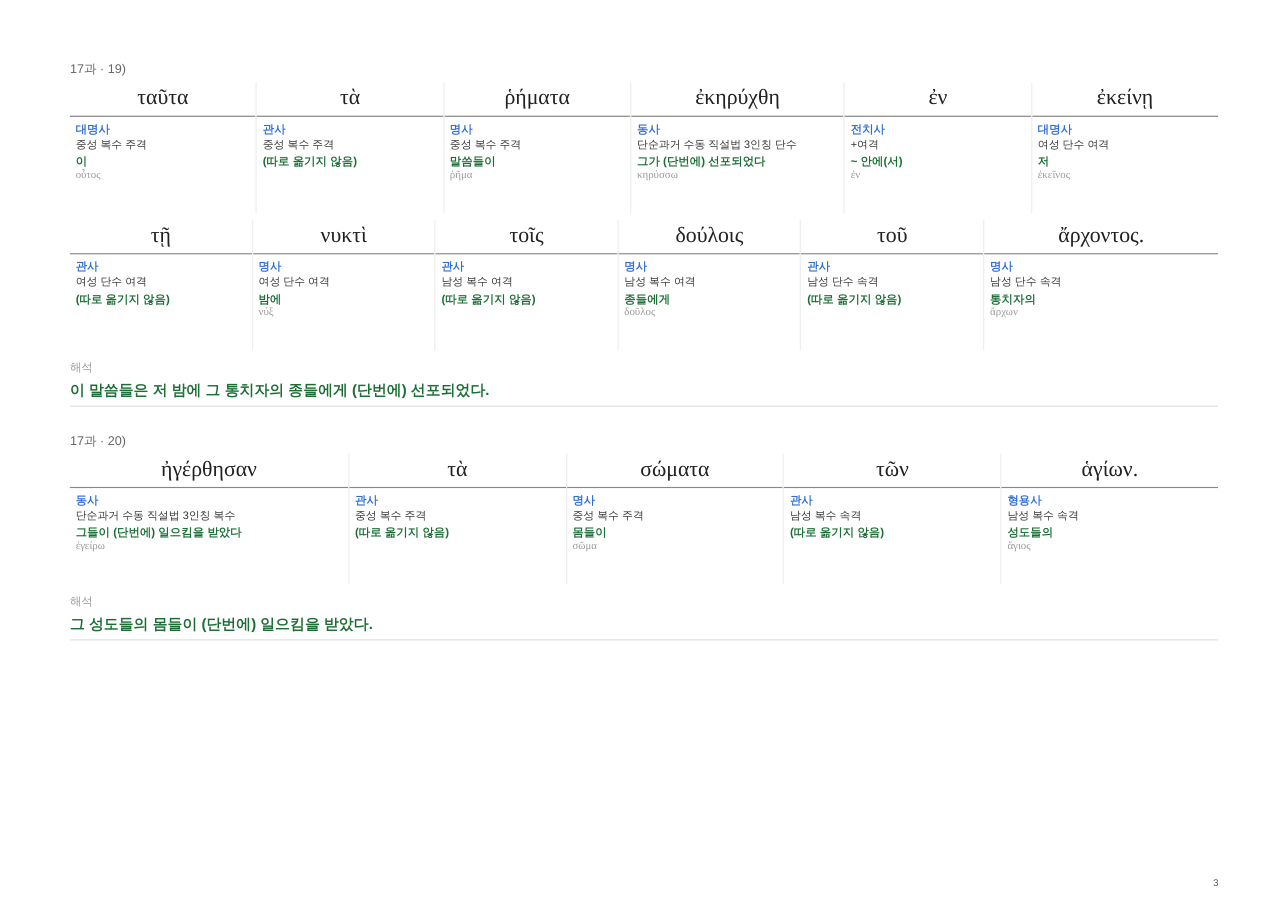 17과 · 19)
ταῦτα τὰ ῥήματα ἐκηρύχθη ἐν ἐκείνῃ
대명사 관사 명사 동사 전치사 대명사
중성 복수 주격 중성 복수 주격 중성 복수 주격 단순과거 수동 직설법 3인칭 단수 +여격 여성 단수 여격
이 (따로 옮기지 않음) 말씀들이 그가 (단번에) 선포되었다 ~ 안에(서) 저
οὗτος ῥῆμα κηρύσσω ἐν ἐκεῖνος
τῇ νυκτὶ τοῖς δούλοις τοῦ ἄρχοντος.
관사 명사 관사 명사 관사 명사
여성 단수 여격 여성 단수 여격 남성 복수 여격 남성 복수 여격 남성 단수 속격 남성 단수 속격
(따로 옮기지 않음) 밤에 (따로 옮기지 않음) 종들에게 (따로 옮기지 않음) 통치자의
νύξ δοῦλος ἄρχων
해석
이 말씀들은 저 밤에 그 통치자의 종들에게 (단번에) 선포되었다.
17과 · 20)
ἠγέρθησαν τὰ σώματα τῶν ἁγίων.
동사 관사 명사 관사 형용사
단순과거 수동 직설법 3인칭 복수 중성 복수 주격 중성 복수 주격 남성 복수 속격 남성 복수 속격
그들이 (단번에) 일으킴을 받았다 (따로 옮기지 않음) 몸들이 (따로 옮기지 않음) 성도들의
ἐγείρω σῶμα ἅγιος
해석
그 성도들의 몸들이 (단번에) 일으킴을 받았다.
3